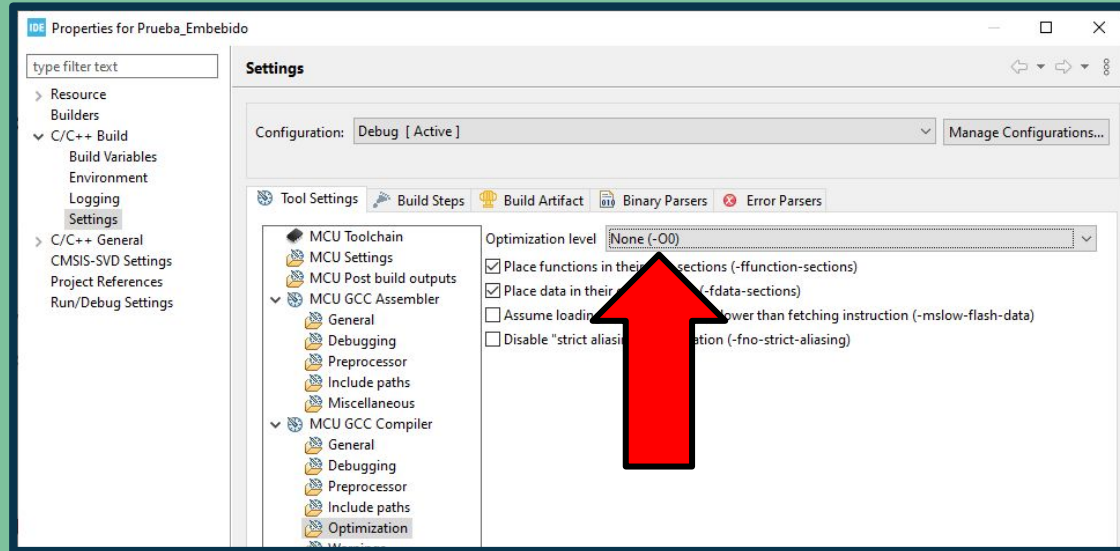 IDE Properties for Prueba_Embebido
type filter text
Settings
Resource
Builders
C/C++ Build
Build Variables
Environment
Logging
Settings
C/C++ General
CMSIS-SVD Settings
Project References
Run/Debug Settings
Configuration: Debug [ Active ]
Manage Configurations...
Tool Settings Build Steps Build Artifact Binary Parsers Error Parsers
MCU Toolchain
MCU Settings
MCU Post build outputs
MCU GCC Assembler
General
Debugging
Preprocessor
Include paths
Miscellaneous
MCU GCC Compiler
General
Debugging
Preprocessor
Include paths
Optimization
Optimization level None (-O0)
Place functions in their sections (-ffunction-sections)
Place data in their (-fdata-sections)
Assume loading lower than fetching instruction (-mslow-flash-data)
Disable "strict (-fno-strict-aliasing)